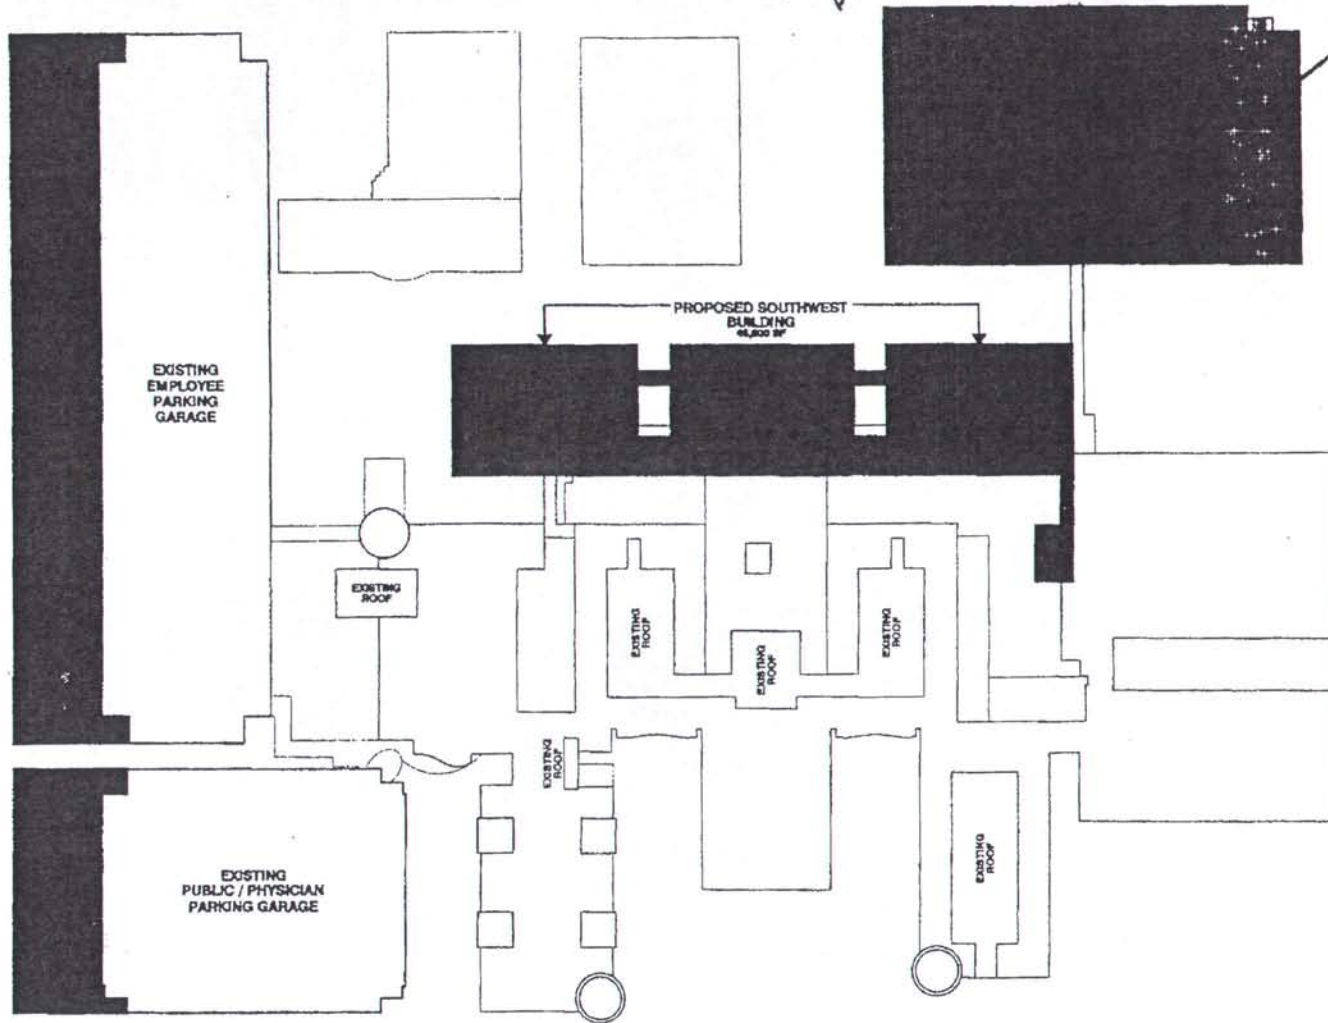 PROPOSED SOUTHWEST
BUILDING
EXISTING
EMPLOYEE
PARKING
GARAGE
EXISTING
ROOF
EXISTING
ROOF
EXISTING
ROOF
EXISTING
ROOF
EXISTING
ROOF
EXISTING
ROOF
EXISTING
PUBLIC / PHYSICIAN
PARKING GARAGE